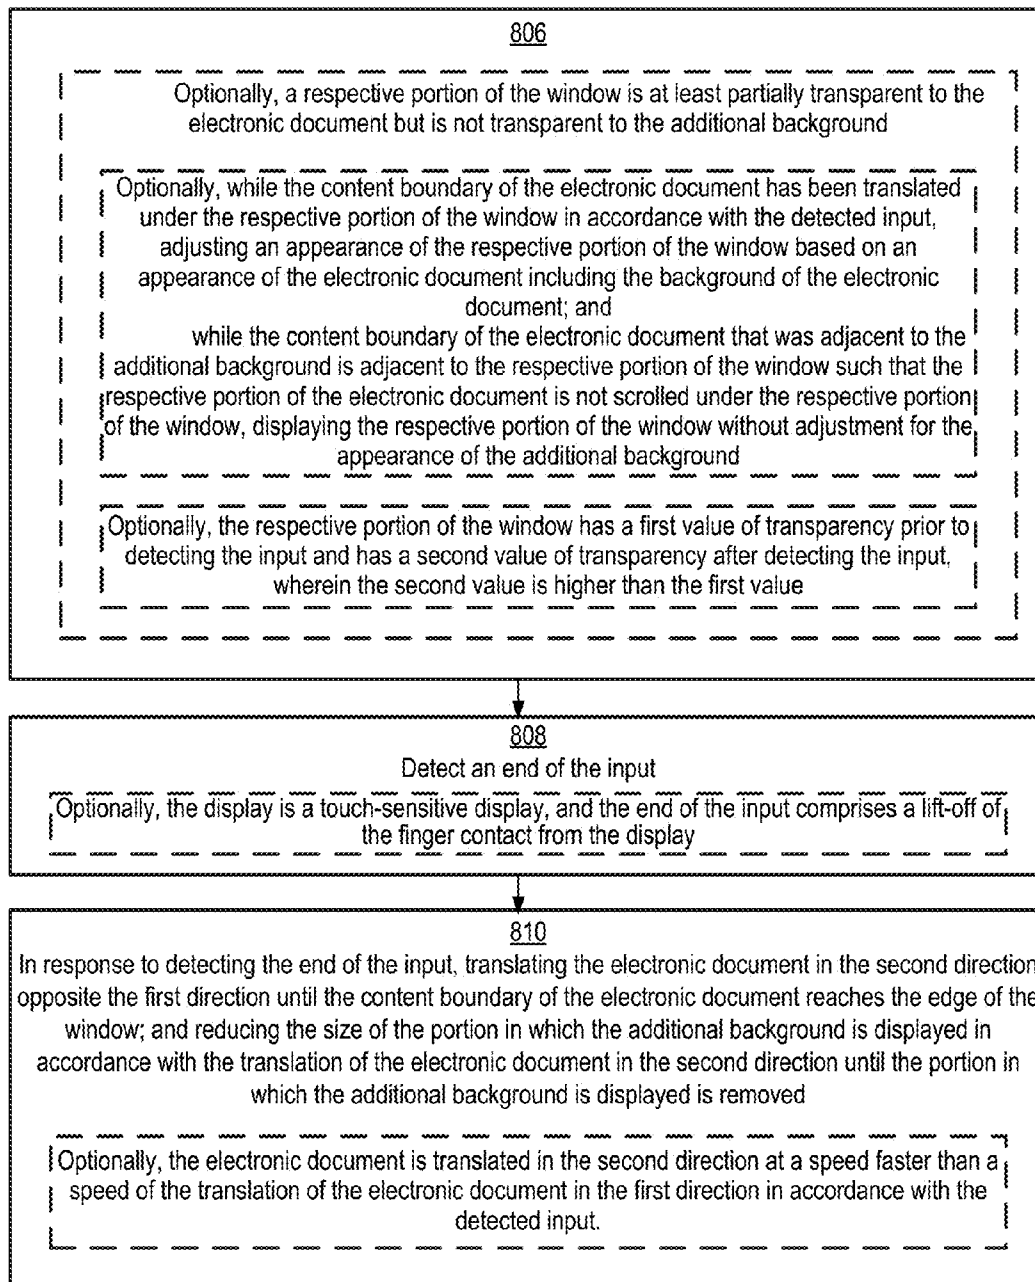 806
Optionally, a respective portion of the window is at least partially transparent to the
electronic document but is not transparent to the additional background
Optionally, while the content boundary of the electronic document has been translated
under the respective portion of the window in accordance with the detected input,
adjusting an appearance of the respective portion of the window based on an
appearance of the electronic document including the background of the electronic
document; and
while the content boundary of the electronic document that was adjacent to the
additional background is adjacent to the respective portion of the window such that the
respective portion of the electronic document is not scrolled under the respective portion
of the window, displaying the respective portion of the window without adjustment for the
appearance of the additional background
Optionally, the respective portion of the window has a first value of transparency prior to
detecting the input and has a second value of transparency after detecting the input,
wherein the second value is higher than the first value
808
Detect an end of the input
Optionally, the display is a touch-sensitive display, and the end of the input comprises a lift-off of
the finger contact from the display
810
In response to detecting the end of the input, translating the electronic document in the second direction
opposite the first direction until the content boundary of the electronic document reaches the edge of the
window; and reducing the size of the portion in which the additional background is displayed in
accordance with the translation of the electronic document in the second direction until the portion in
which the additional background is displayed is removed
Optionally, the electronic document is translated in the second direction at a speed faster than a
speed of the translation of the electronic document in the first direction in accordance with the
detected input.